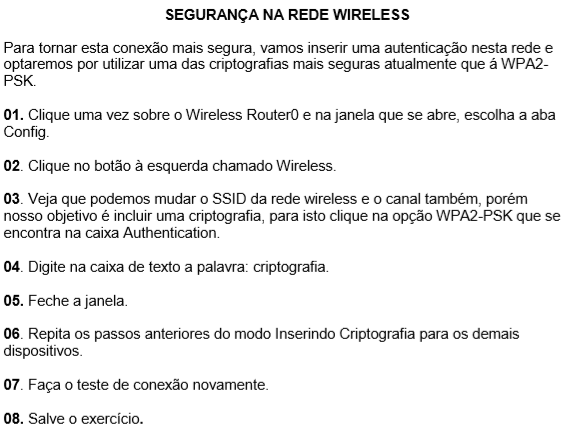 SEGURANÇA NA REDE WIRELESS
Para tornar esta conexão mais segura, vamos inserir uma autenticação nesta rede e
optaremos por utilizar uma das criptografias mais seguras atualmente que á WPA2-
PSK.
01. Clique uma vez sobre o Wireless Router0 e na janela que se abre, escolha a aba
Config.
02. Clique no botão à esquerda chamado Wireless.
03. Veja que podemos mudar o SSID da rede wireless e o canal também, porém
nosso objetivo é incluir uma criptografia, para isto clique na opção WPA2-PSK que se
encontra na caixa Authentication.
04. Digite na caixa de texto a palavra: criptografia.
05. Feche a janela.
06. Repita os passos anteriores do modo Inserindo Criptografia para os demais
dispositivos.
07. Faça o teste de conexão novamente.
08. Salve o exercício.